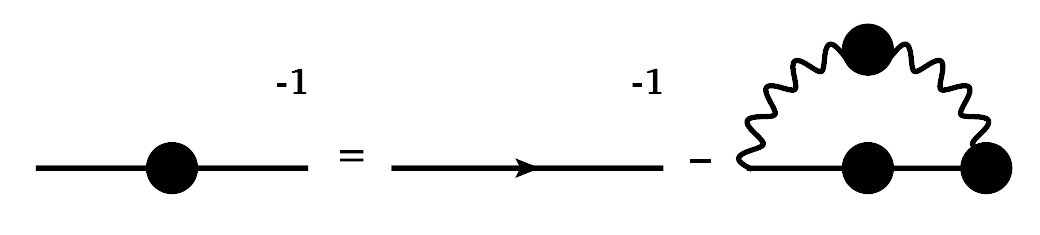 -1
-1
= –